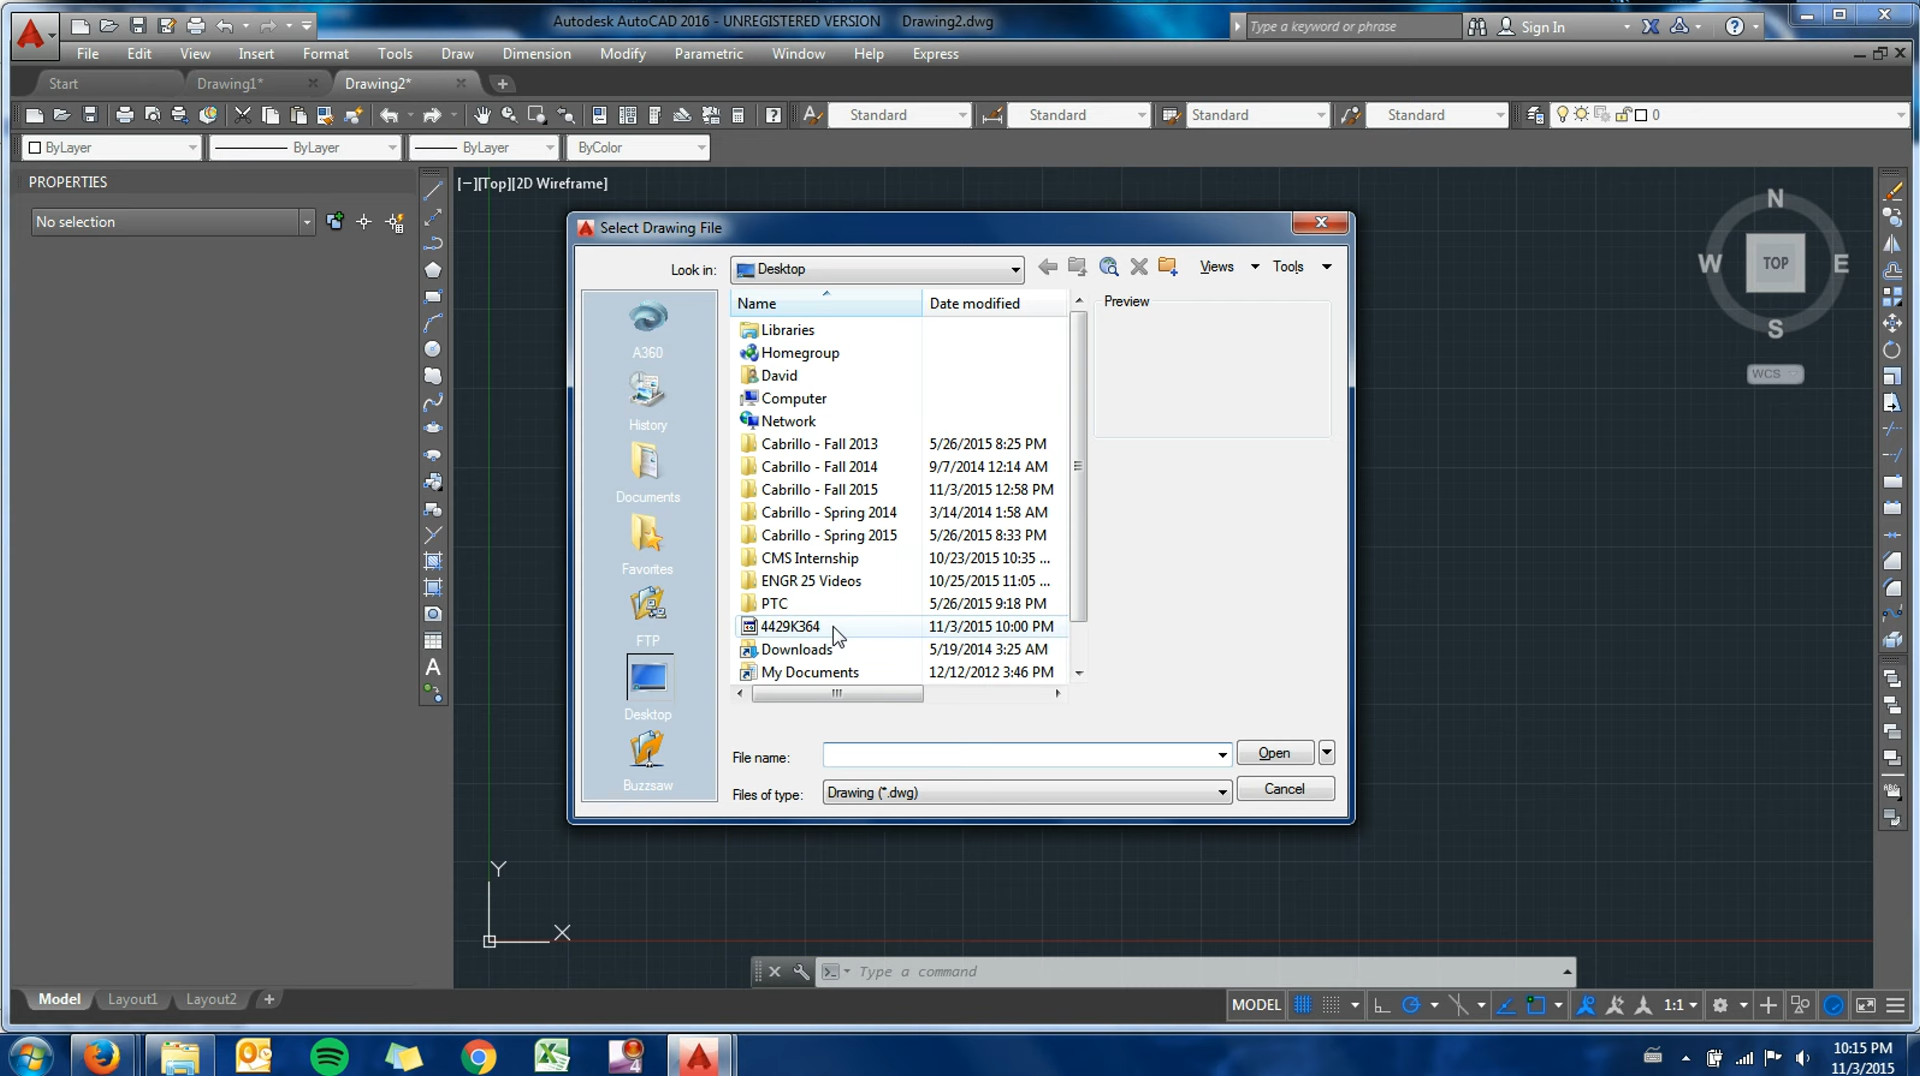 Autodesk AutoCAD 2016 - UNREGISTERED VERSION Drawing2.dwg
Type a keyword or phrase
Sign In
File Edit View Insert Format Tools Draw Dimension Modify Parametric Window Help Express
Start Drawing1* Drawing2*
Standard Standard Standard Standard 0
ByLayer ByLayer ByLayer ByColor
PROPERTIES
No selection
[−][Top][2D Wireframe]
N
W TOP E
S
WCS
Select Drawing File
Look in: Desktop Views Tools
Name Date modified
Preview
A360
History
Documents
Favorites
FTP
Desktop
Buzzsaw
Libraries
Homegroup
David
Computer
Network
Cabrillo - Fall 2013 5/26/2015 8:25 PM
Cabrillo - Fall 2014 9/7/2014 12:14 AM
Cabrillo - Fall 2015 11/3/2015 12:58 PM
Cabrillo - Spring 2014 3/14/2014 1:58 AM
Cabrillo - Spring 2015 5/26/2015 8:33 PM
CMS Internship 10/23/2015 10:35 ...
ENGR 25 Videos 10/25/2015 11:05 ...
PTC 5/26/2015 9:18 PM
4429K364 11/3/2015 10:00 PM
Downloads 5/19/2014 3:25 AM
My Documents 12/12/2012 3:46 PM
File name: Open
Files of type: Drawing (*.dwg) Cancel
Y
X
Type a command
Model Layout1 Layout2 +
MODEL 1:1
10:15 PM
11/3/2015